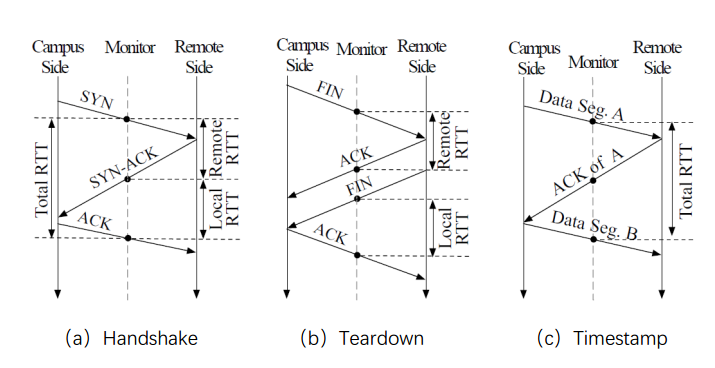 Campus Side
Monitor
Remote Side
SYN
SYN-ACK
ACK
Total RTT
Remote RTT
Local RTT
(a) Handshake
Campus Side
Monitor
Remote Side
FIN
ACK
FIN
ACK
Remote RTT
Local RTT
(b) Teardown
Campus Side
Monitor
Remote Side
Data Seg. A
ACK of A
Data Seg. B
Total RTT
(c) Timestamp